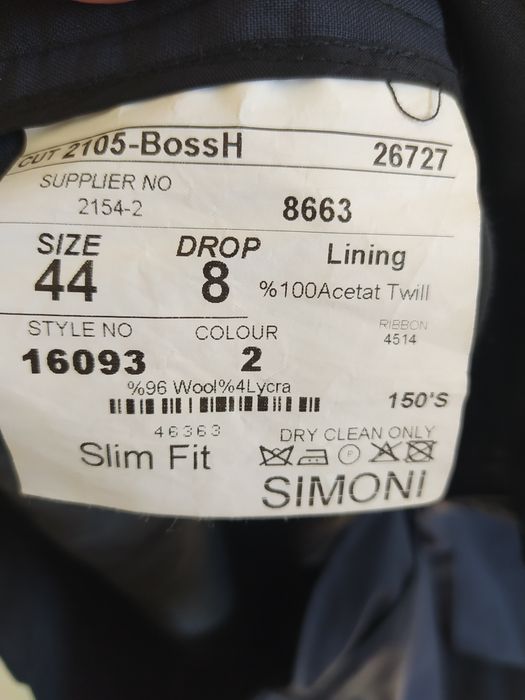 CUT 2105-BossH 26727
SUPPLIER NO
2154-2 8663
SIZE DROP Lining
44 8 %100Acetat Twill
STYLE NO COLOUR RIBBON
16093 2 4514
%96 Wool%4Lycra
150'S
46363 DRY CLEAN ONLY
Slim Fit
SIMONI